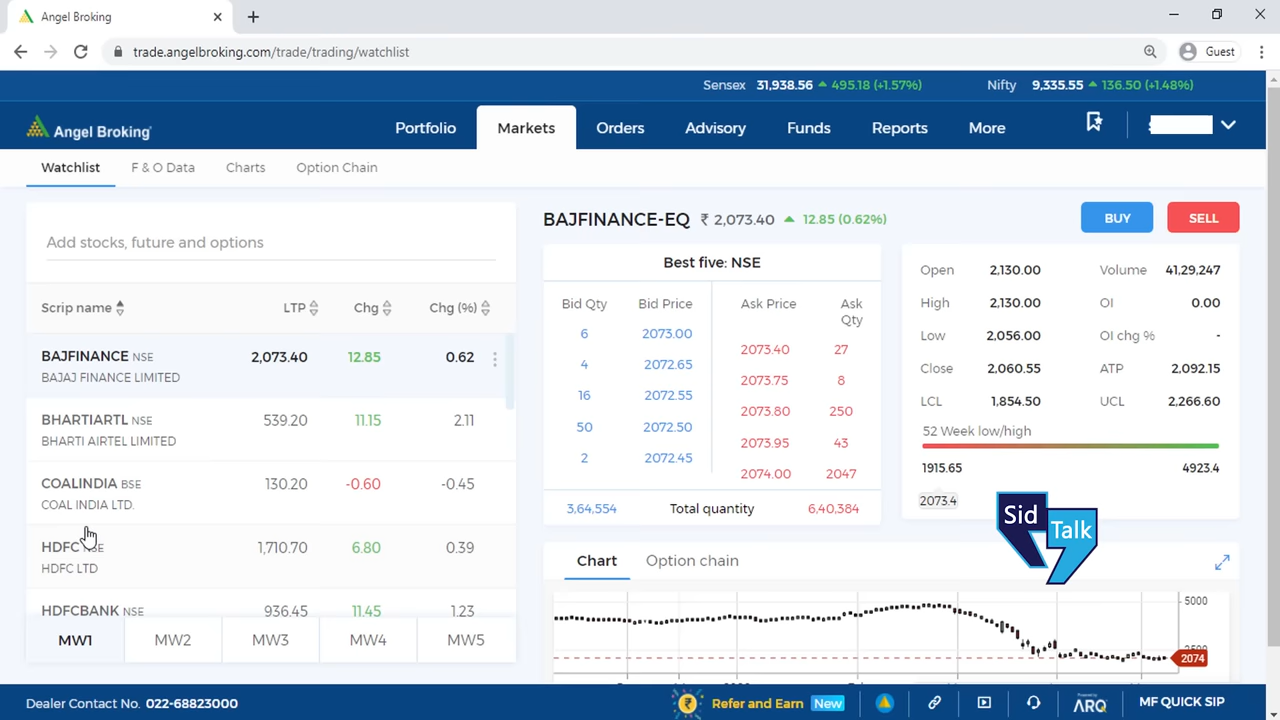 Angel Broking
trade.angelbroking.com/trade/trading/watchlist
Guest
Sensex 31,938.56 495.18 (+1.57%) Nifty 9,335.55 136.50 (+1.48%)
Angel Broking Portfolio Markets Orders Advisory Funds Reports More
Watchlist F & O Data Charts Option Chain
Add stocks, future and options
Scrip name LTP Chg Chg (%)
BAJFINANCE NSE 2,073.40 12.85 0.62
BAJAJ FINANCE LIMITED
BHARTIARTL NSE 539.20 11.15 2.11
BHARTI AIRTEL LIMITED
COALINDIA BSE 130.20 -0.60 -0.45
COAL INDIA LTD.
HDFC NSE 1,710.70 6.80 0.39
HDFC LTD
HDFCBANK NSE 936.45 11.45 1.23
MW1 MW2 MW3 MW4 MW5
BAJFINANCE-EQ ₹ 2,073.40 12.85 (0.62%) BUY SELL
Best five: NSE
Bid Qty Bid Price Ask Price Ask Qty
6 2073.00 2073.40 27
4 2072.65 2073.75 8
16 2072.55 2073.80 250
50 2072.50 2073.95 43
2 2072.45 2074.00 2047
3,64,554 Total quantity 6,40,384
Open 2,130.00 Volume 41,29,247
High 2,130.00 OI 0.00
Low 2,056.00 OI chg % -
Close 2,060.55 ATP 2,092.15
LCL 1,854.50 UCL 2,266.60
52 Week low/high
1915.65 4923.4
2073.4
Sid Talk
Chart Option chain
5000
2074
Dealer Contact No. 022-68823000 Refer and Earn New ARQ MF QUICK SIP